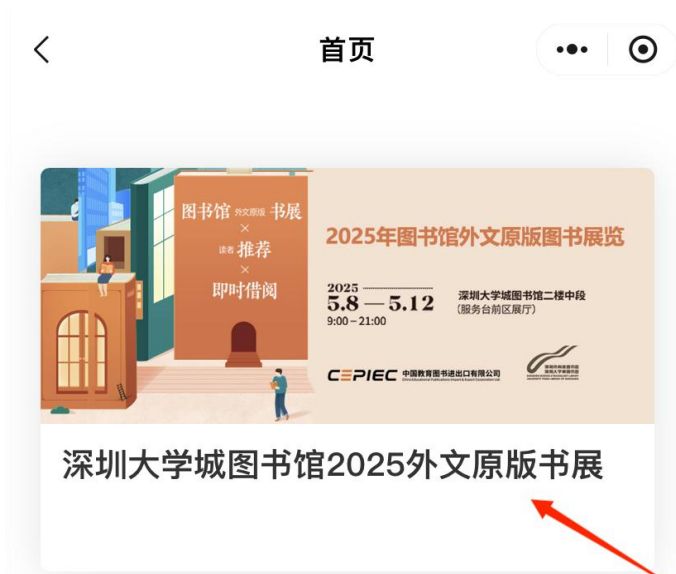 首页
图书馆 外文原版 书展
×
读者 推荐
×
即时借阅
2025年图书馆外文原版图书展览
2025
5.8 — 5.12
9:00 – 21:00
深圳大学城图书馆二楼中段
(服务台前区展厅)
CEPIEC 中国教育图书进出口有限公司
深圳大学城图书馆2025外文原版书展